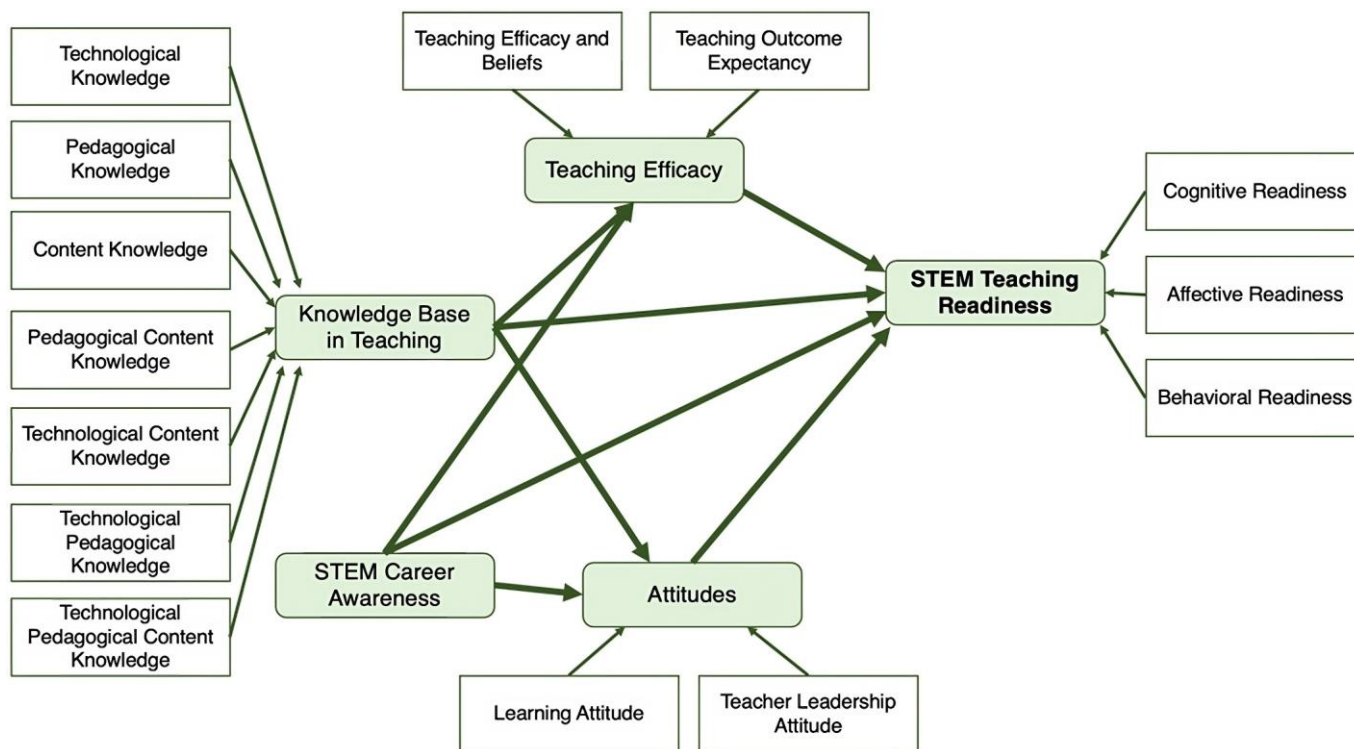 Technological
Knowledge
Pedagogical
Knowledge
Content Knowledge
Pedagogical Content
Knowledge
Technological Content
Knowledge
Technological
Pedagogical
Knowledge
Technological
Pedagogical Content
Knowledge
Teaching Efficacy and
Beliefs
Teaching Outcome
Expectancy
Teaching Efficacy
Knowledge Base
in Teaching
STEM Career
Awareness
Attitudes
Learning Attitude
Teacher Leadership
Attitude
STEM Teaching
Readiness
Cognitive Readiness
Affective Readiness
Behavioral Readiness